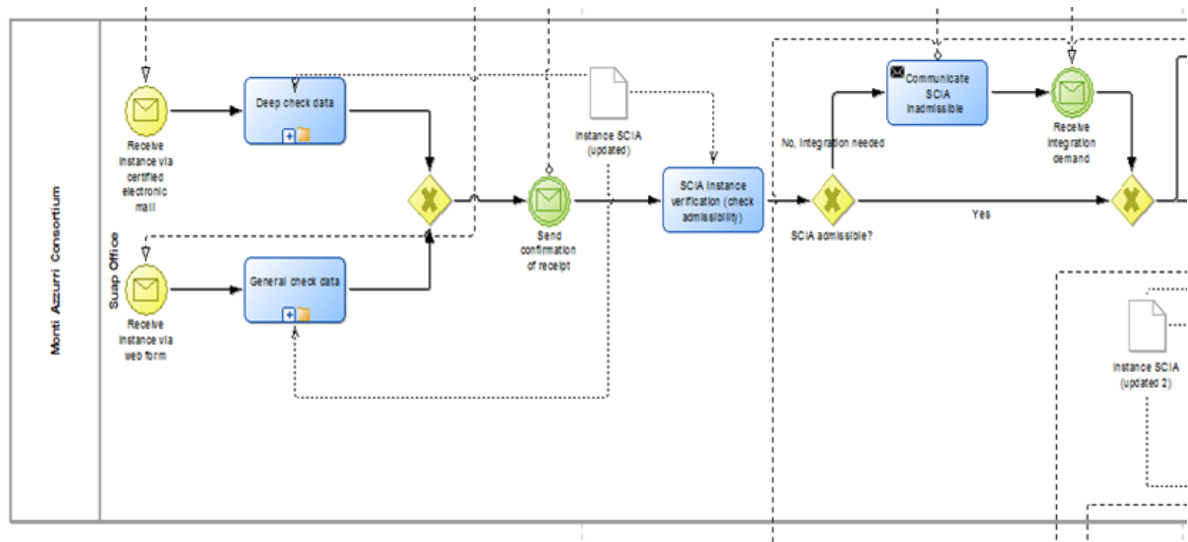 Monti Azzurri Consortium
Suap Office
Receive
instance via
certified
electronic
mail
Deep check data
Receive
instance via
web form
General check data
Send
confirmation
of receipt
Instance SCIA
(updated)
SCIA instance
verification (check
admissibility)
SCIA admissible?
No, integration needed
Yes
Communicate
SCIA
inadmissible
Receive
integration
demand
Instance SCIA
(updated 2)